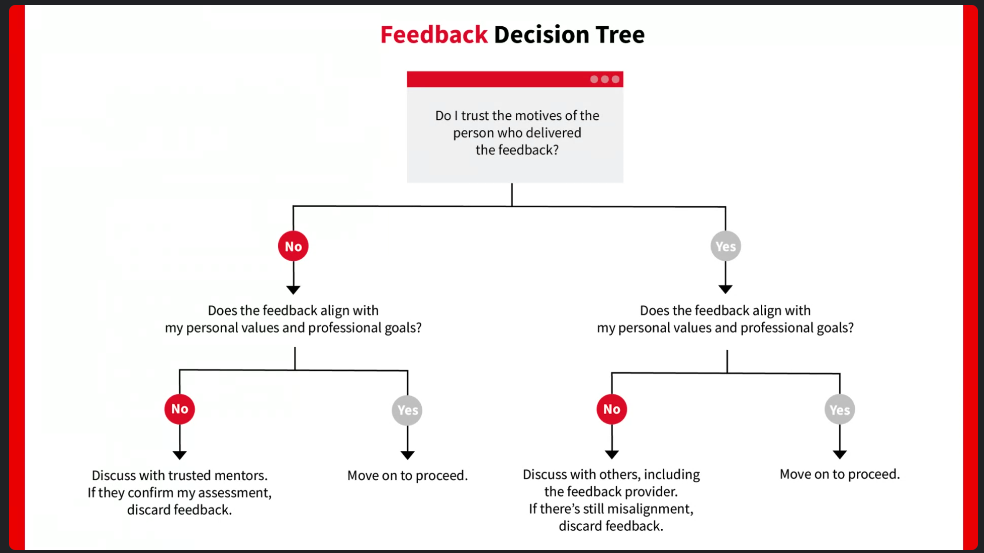 Feedback Decision Tree
Do I trust the motives of the
person who delivered
the feedback?
No
Yes
Does the feedback align with
my personal values and professional goals?
Does the feedback align with
my personal values and professional goals?
No
Yes
No
Yes
Discuss with trusted mentors.
If they confirm my assessment,
discard feedback.
Move on to proceed.
Discuss with others, including
the feedback provider.
If there's still misalignment,
discard feedback.
Move on to proceed.